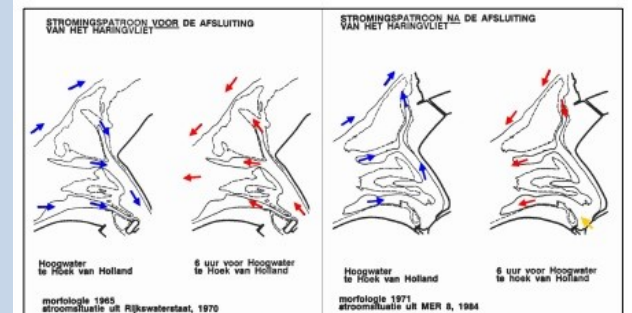 STROMINGSPATROON VOOR DE AFSLUITING
VAN HET HARINGVLIET
Hoogwater
te Hoek van Holland
6 uur voor Hoogwater
te Hoek van Holland
morfologie 1965
stroomsituatie uit Rijkswaterstaat, 1970
STROMINGSPATROON NA DE AFSLUITING
VAN HET HARINGVLIET
Hoogwater
te Hoek van Holland
6 uur voor Hoogwater
te hoek van Holland
morfologie 1971
stroomsituatie uit MER 8, 1984